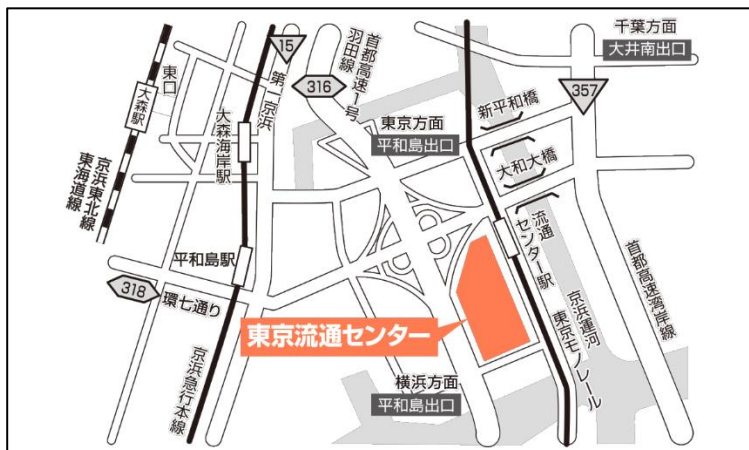 15
316
首都高速1号
羽田線
千葉方面
大井南出口
357
東口
大森駅
第一京浜
大森海岸駅
東京方面
平和島出口
新平和橋
大和大橋
京浜東北線
東海道線
平和島駅
流通
センター駅
318
環七通り
東京流通センター
首都高速湾岸線
京浜運河
東京モノレール
京浜急行本線
横浜方面
平和島出口